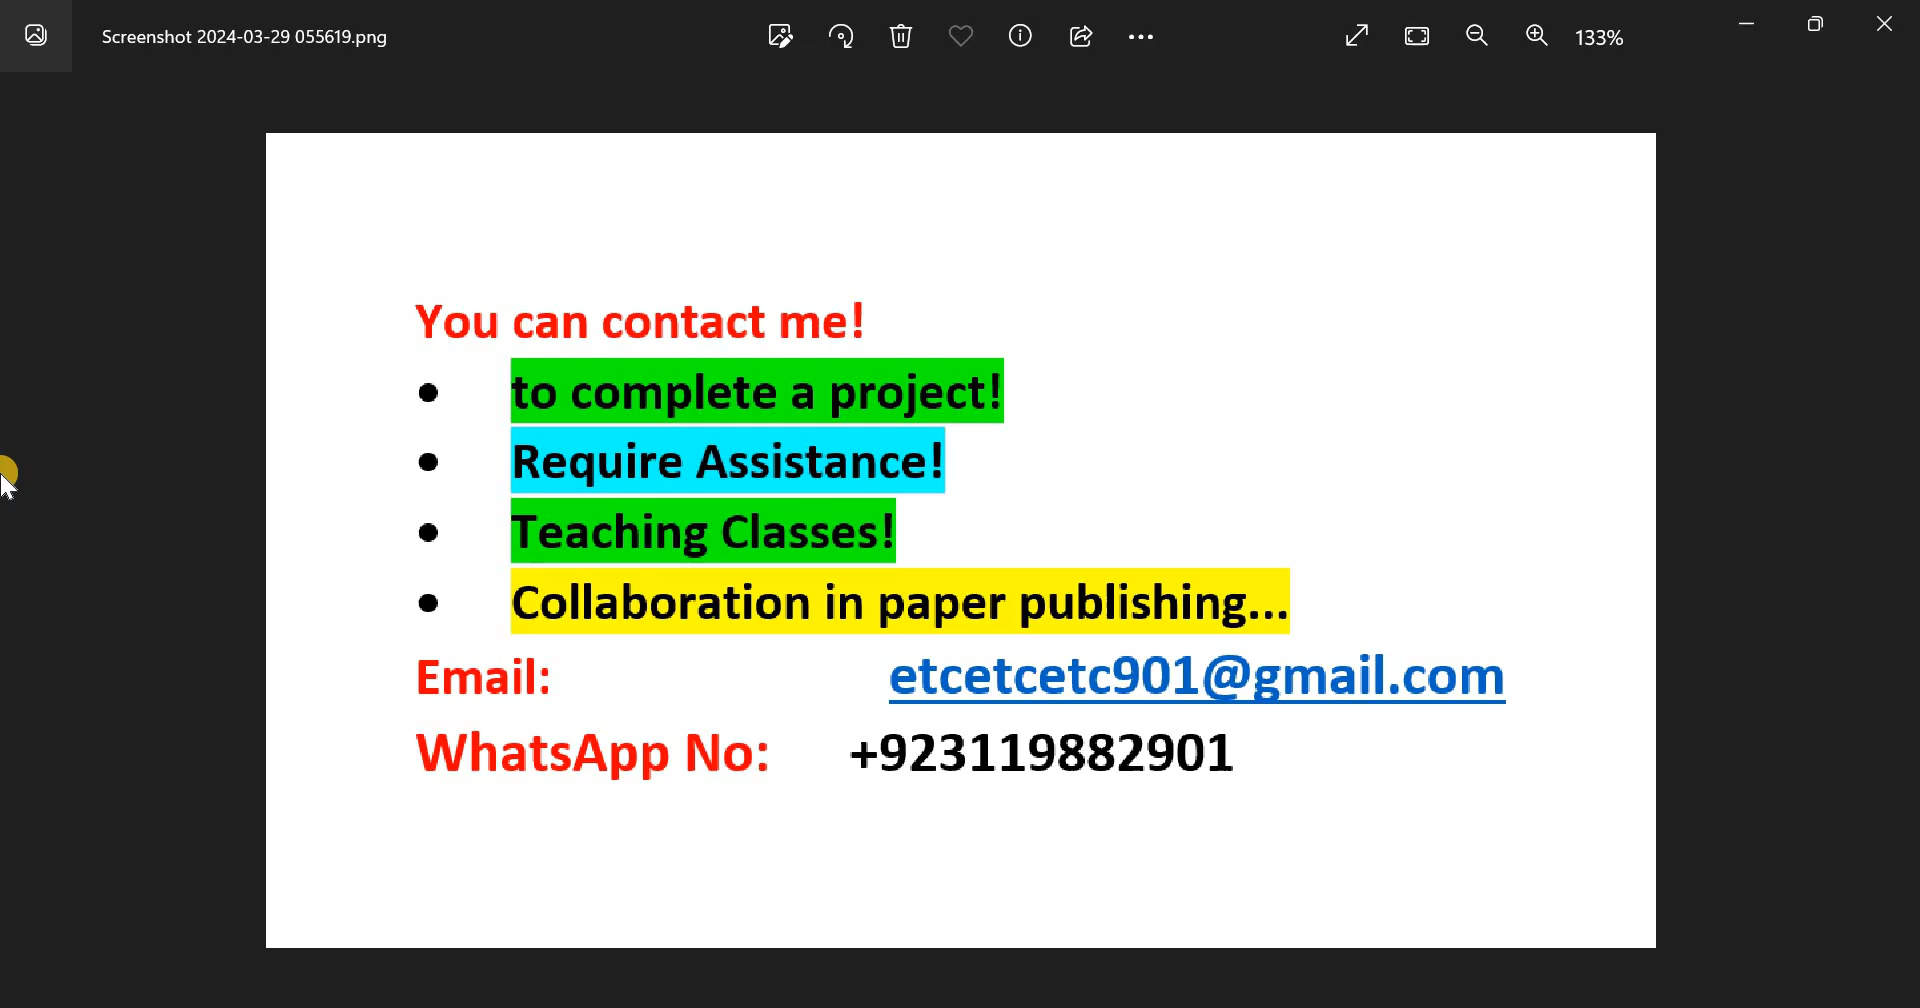 Screenshot 2024-03-29 055619.png
133%
You can contact me!
• to complete a project!
• Require Assistance!
• Teaching Classes!
• Collaboration in paper publishing...
Email: etcetcetc901@gmail.com
WhatsApp No: +923119882901